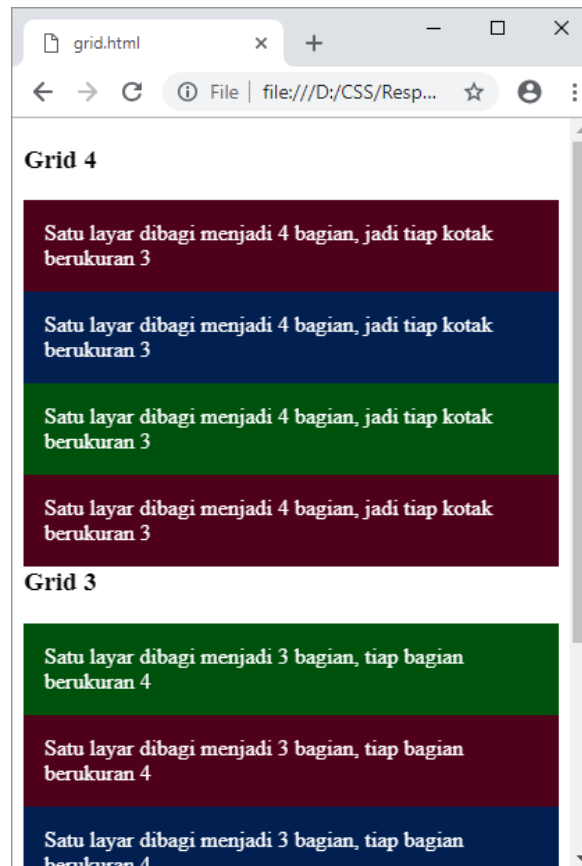 grid.html
File | file:///D:/CSS/Resp...
Grid 4
Satu layar dibagi menjadi 4 bagian, jadi tiap kotak
berukuran 3
Satu layar dibagi menjadi 4 bagian, jadi tiap kotak
berukuran 3
Satu layar dibagi menjadi 4 bagian, jadi tiap kotak
berukuran 3
Satu layar dibagi menjadi 4 bagian, jadi tiap kotak
berukuran 3
Grid 3
Satu layar dibagi menjadi 3 bagian, tiap bagian
berukuran 4
Satu layar dibagi menjadi 3 bagian, tiap bagian
berukuran 4
Satu layar dibagi menjadi 3 bagian, tiap bagian
berukuran 4